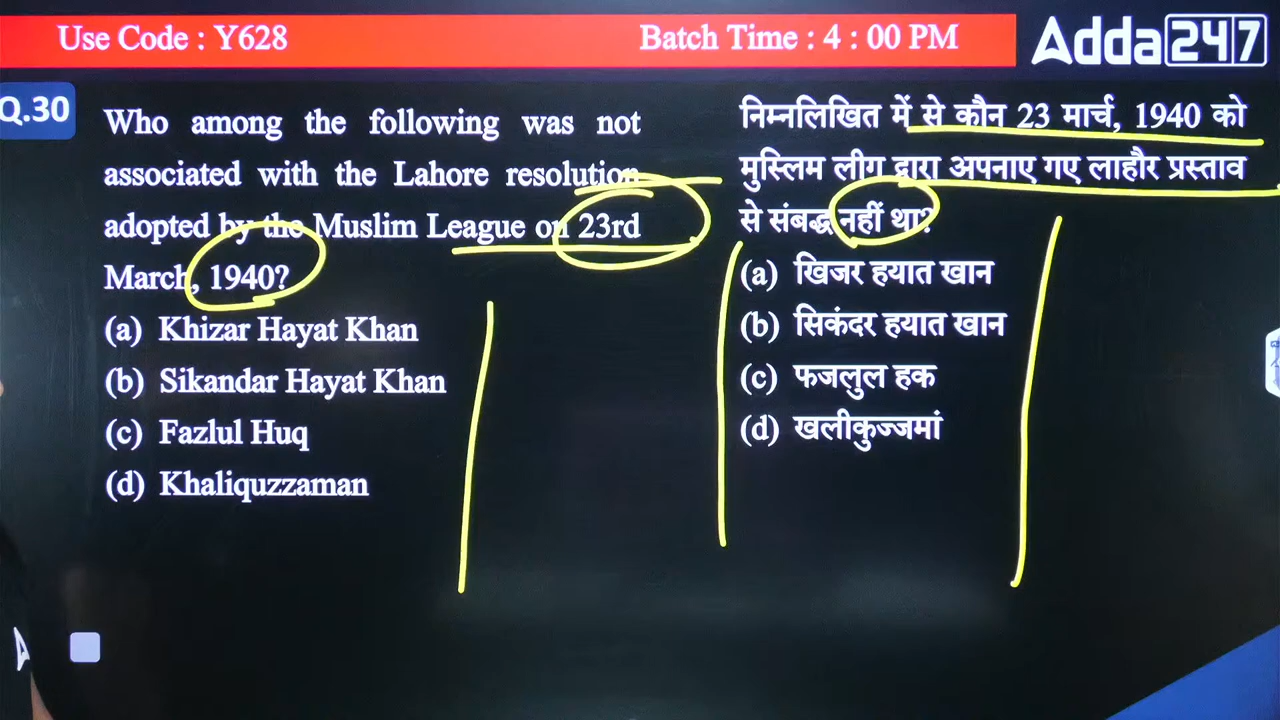 Use Code : Y628
Batch Time : 4 : 00 PM
Adda247
Q.30
Who among the following was not
associated with the Lahore resolution
adopted by the Muslim League on 23rd
March, 1940?
(a) Khizar Hayat Khan
(b) Sikandar Hayat Khan
(c) Fazlul Huq
(d) Khaliquzzaman
निम्नलिखित में से कौन 23 मार्च, 1940 को
मुस्लिम लीग द्वारा अपनाए गए लाहौर प्रस्ताव
से संबद्ध नहीं था?
(a) खिजर हयात खान
(b) सिकंदर हयात खान
(c) फजलुल हक
(d) खलीकुज्जमां